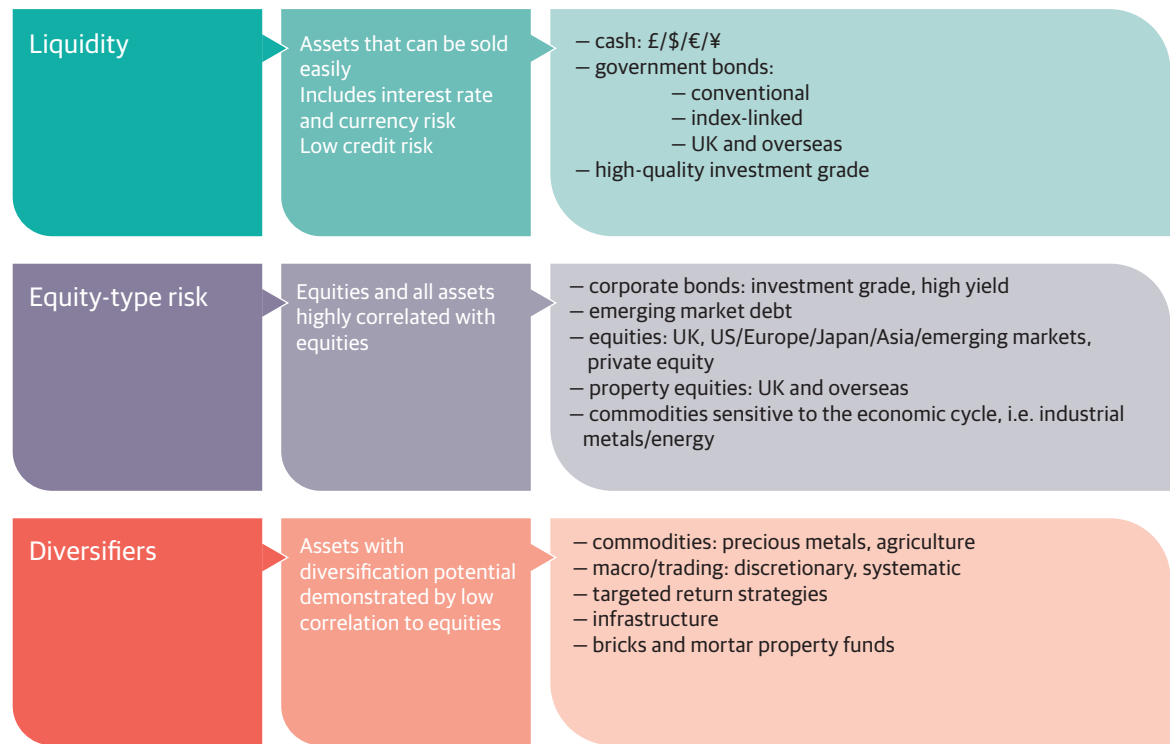 Liquidity
Assets that can be sold
easily
Includes interest rate
and currency risk
Low credit risk
— cash: £/$/€/¥
— government bonds:
— conventional
— index-linked
— UK and overseas
— high-quality investment grade
Equity-type risk
Equities and all assets
highly correlated with
equities
— corporate bonds: investment grade, high yield
— emerging market debt
— equities: UK, US/Europe/Japan/Asia/emerging markets,
private equity
— property equities: UK and overseas
— commodities sensitive to the economic cycle, i.e. industrial
metals/energy
Diversifiers
Assets with
diversification potential
demonstrated by low
correlation to equities
— commodities: precious metals, agriculture
— macro/trading: discretionary, systematic
— targeted return strategies
— infrastructure
— bricks and mortar property funds